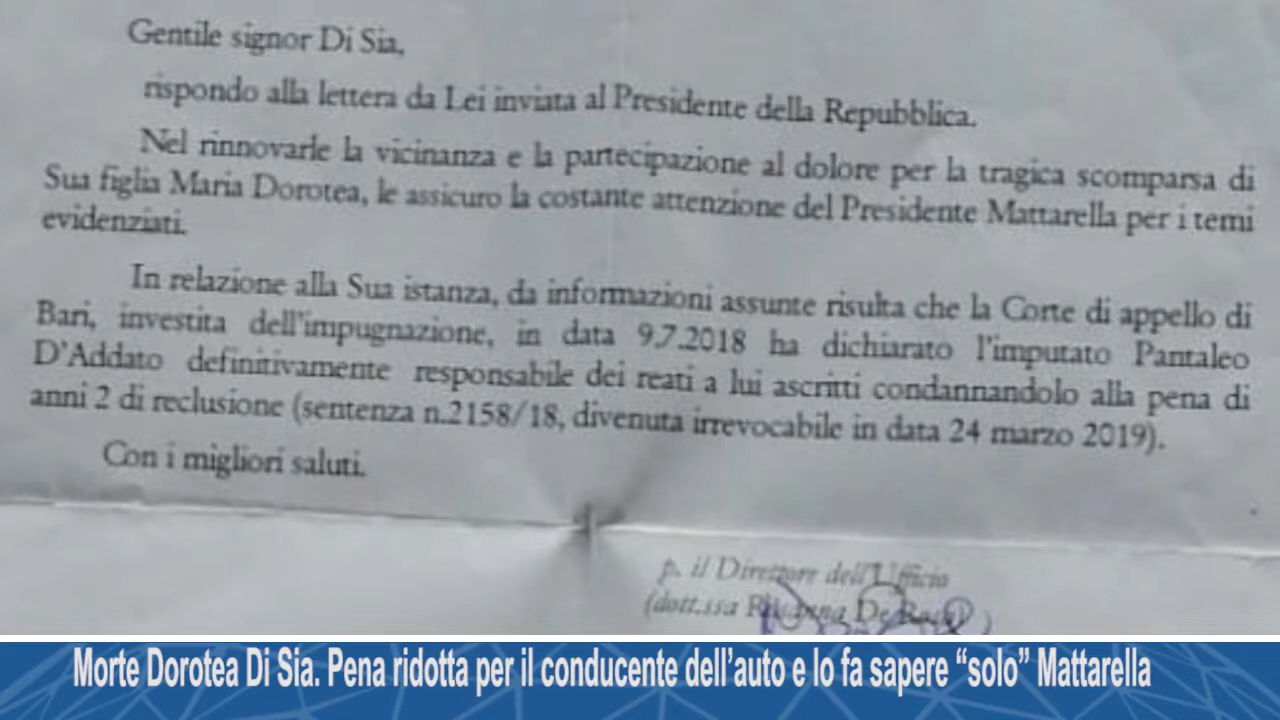 Gentile signor Di Sia,
rispondo alla lettera da Lei inviata al Presidente della Repubblica.
Nel rinnovarle la vicinanza e la partecipazione al dolore per la tragica scomparsa di
Sua figlia Maria Dorotea, le assicuro la costante attenzione del Presidente Mattarella per i temi
evidenziati.
In relazione alla Sua istanza, da informazioni assunte risulta che la Corte di appello di
Bari, investita dell'impugnazione, in data 9.7.2018 ha dichiarato l'imputato Pantaleo
D'Addato definitivamente responsabile dei reati a lui ascritti condannandolo alla pena di
anni 2 di reclusione (sentenza n.2158/18, divenuta irrevocabile in data 24 marzo 2019).
Con i migliori saluti.
p. il Direttore dell'Ufficio
(dott.ssa De
Morte Dorotea Di Sia. Pena ridotta per il conducente dell'auto e lo fa sapere “solo” Mattarella